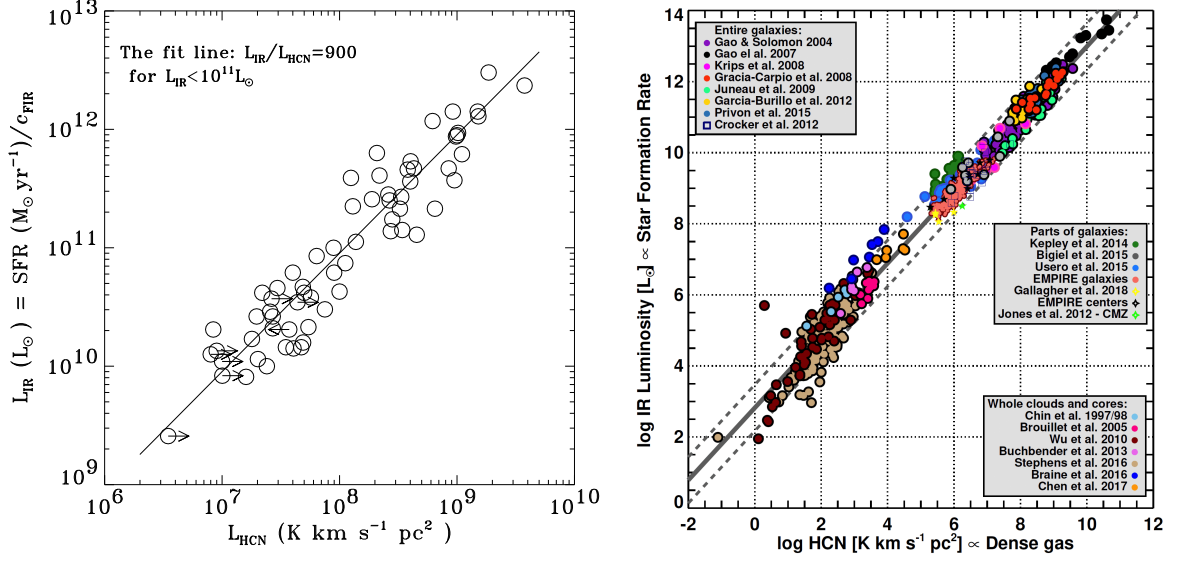 The fit line: L_IR/L_HCN=900
for L_IR<10^11 L⊙
10^13
10^12
10^11
10^10
10^9
L_IR (L⊙) = SFR (M⊙ yr^-1)/c_FIR
10^6 10^7 10^8 10^9 10^10
L_HCN (K km s^-1 pc^2 )
14
12
10
8
6
4
2
0
log IR Luminosity [L⊙] ∝ Star Formation Rate
Entire galaxies:
Gao & Solomon 2004
Gao el al. 2007
Krips et al. 2008
Gracia-Carpio et al. 2008
Juneau et al. 2009
Garcia-Burillo et al. 2012
Privon et al. 2015
Crocker et al. 2012
Parts of galaxies:
Kepley et al. 2014
Bigiel et al. 2015
Usero et al. 2015
EMPIRE galaxies
Gallagher et al. 2018
EMPIRE centers
Jones et al. 2012 - CMZ
Whole clouds and cores:
Chin et al. 1997/98
Brouillet et al. 2005
Wu et al. 2010
Buchbender et al. 2013
Stephens et al. 2016
Braine et al. 2016
Chen et al. 2017
-2 0 2 4 6 8 10 12
log HCN [K km s^-1 pc^2] ∝ Dense gas